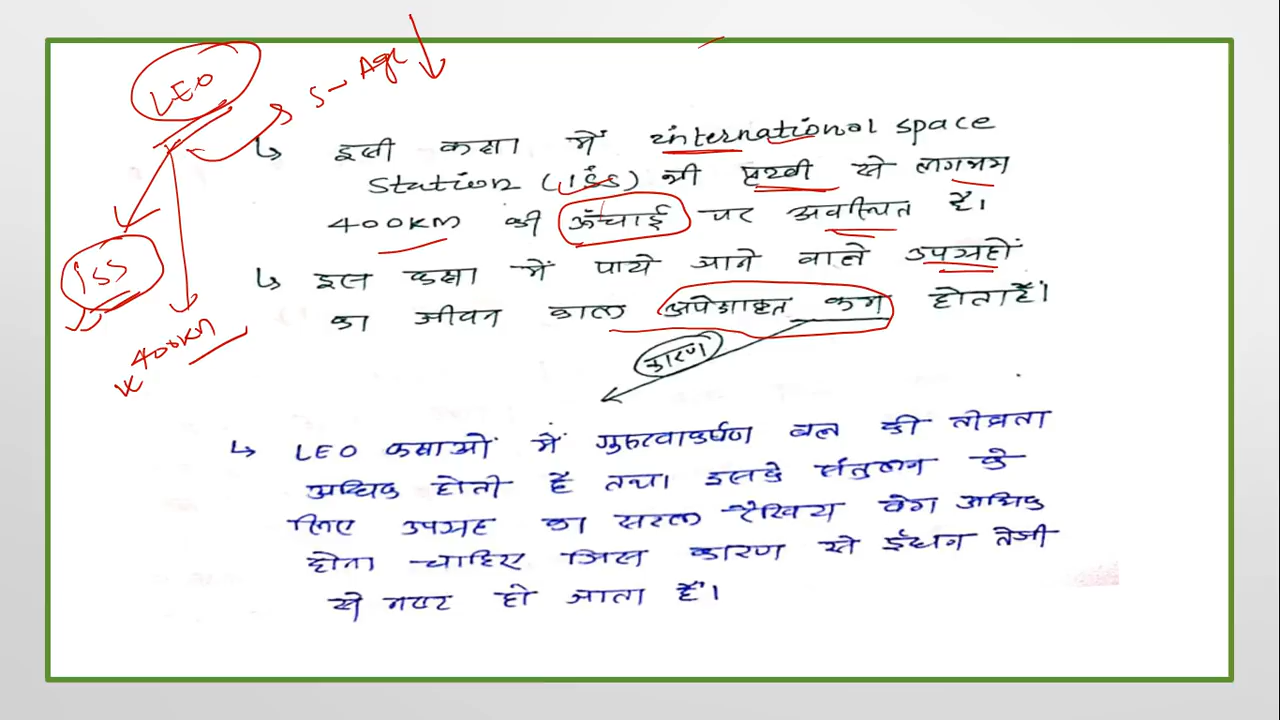 LEO
S - Age ↓
ISS
400km
↳ इसी कक्षा में international space
Station (ISS) भी पृथ्वी से लगभग
400KM की ऊँचाई पर अवस्थित है।
↳ इस कक्षा में पाये जाने वाले उपग्रहों
का जीवन काल अपेक्षाकृत कम होता है।
कारण
↳ LEO कक्षाओं में गुरुत्वाकर्षण बल की तीव्रता
अधिक होती है तथा इसके संतुलन के
लिए उपग्रह का सरल रैखिय वेग अधिक
होना चाहिए जिस कारण से ईंधन तेजी
से नष्ट हो जाता है।